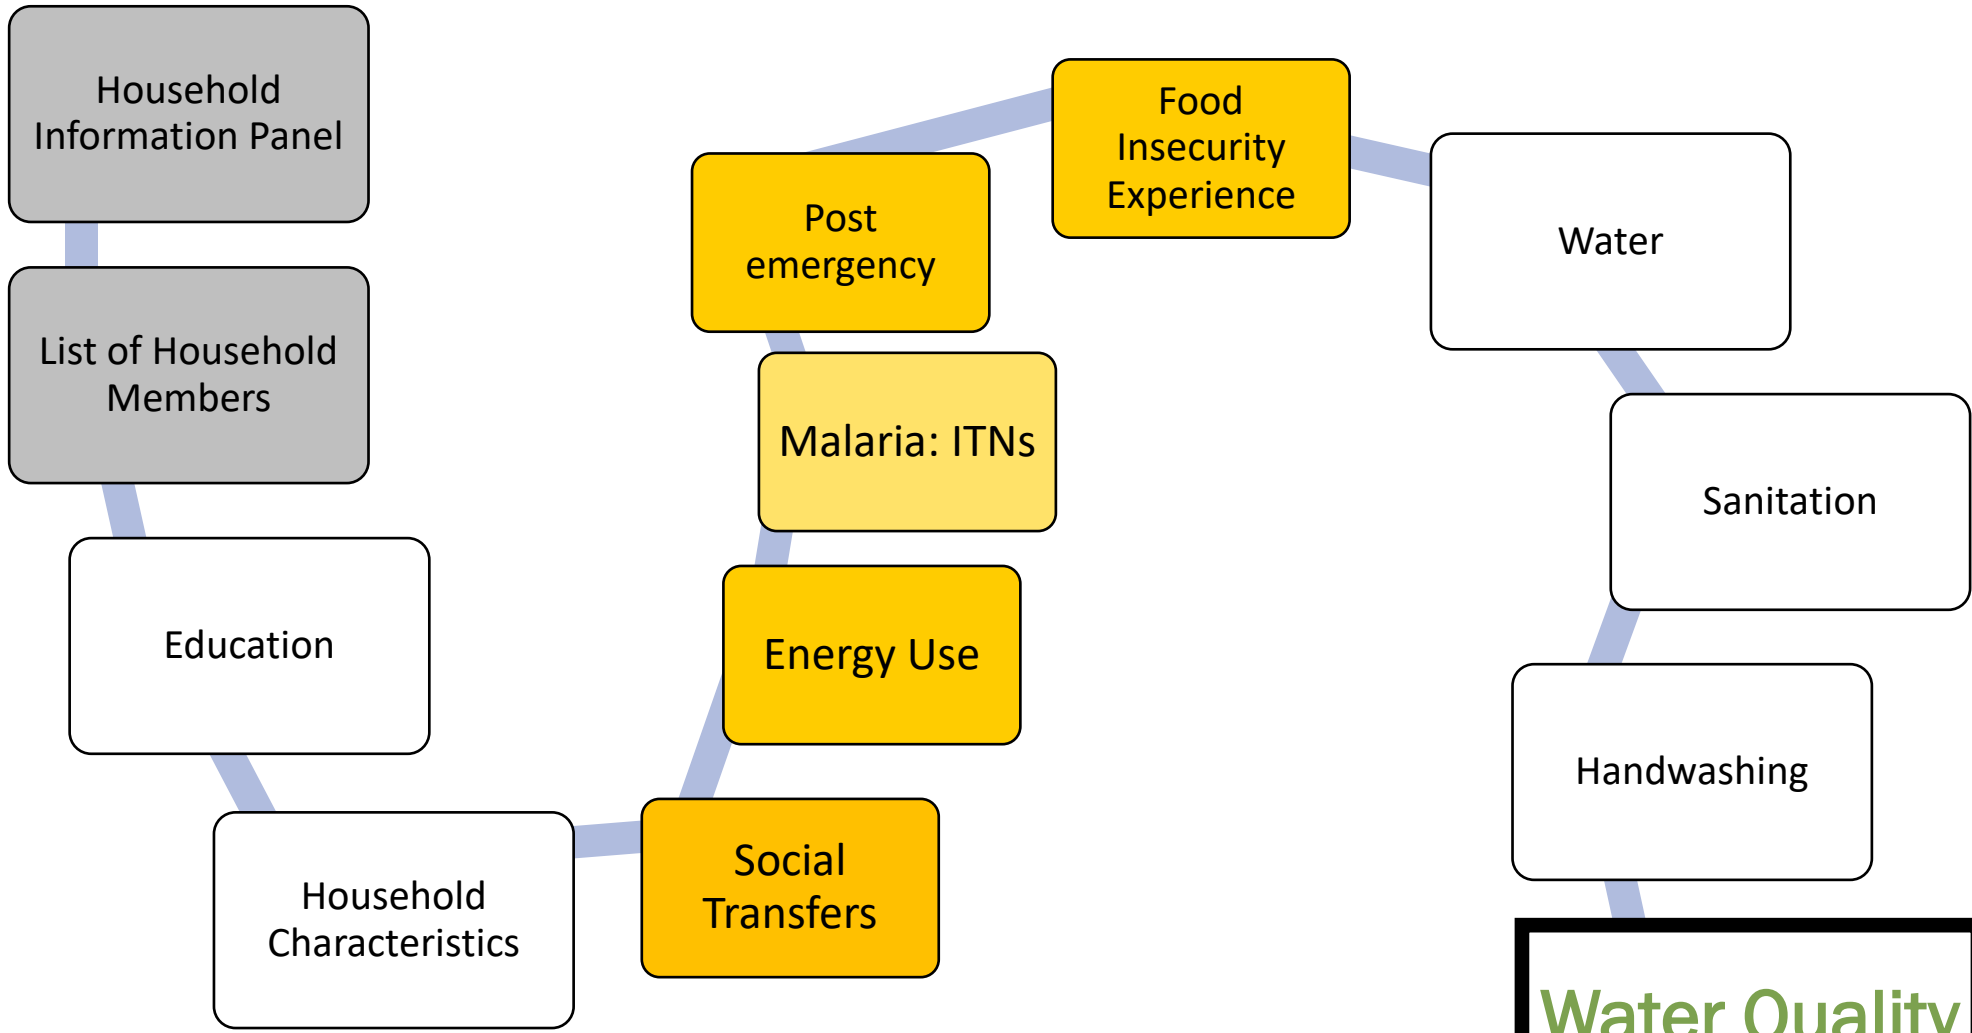 Household
Information Panel
List of Household
Members
Education
Household
Characteristics
Social
Transfers
Energy Use
Malaria: ITNs
Post
emergency
Food
Insecurity
Experience
Water
Sanitation
Handwashing
Water Quality